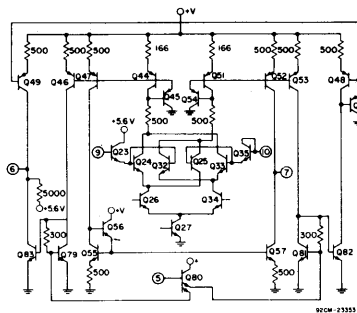 +V
500 500 500 166 166 500 500 500
Q49 Q46 Q47 Q44 Q51 Q52 Q53 Q48
Q45 Q54
500 500
+5.6V
9 Q23 Q24 Q32 Q25 Q33 Q35 10
6 7
5000
+5.6V
Q26 Q34
+V
Q56 Q27
300 300
Q83 Q79 Q55 Q57 Q81 Q82
+
5 Q80
500 500
92CM-23353